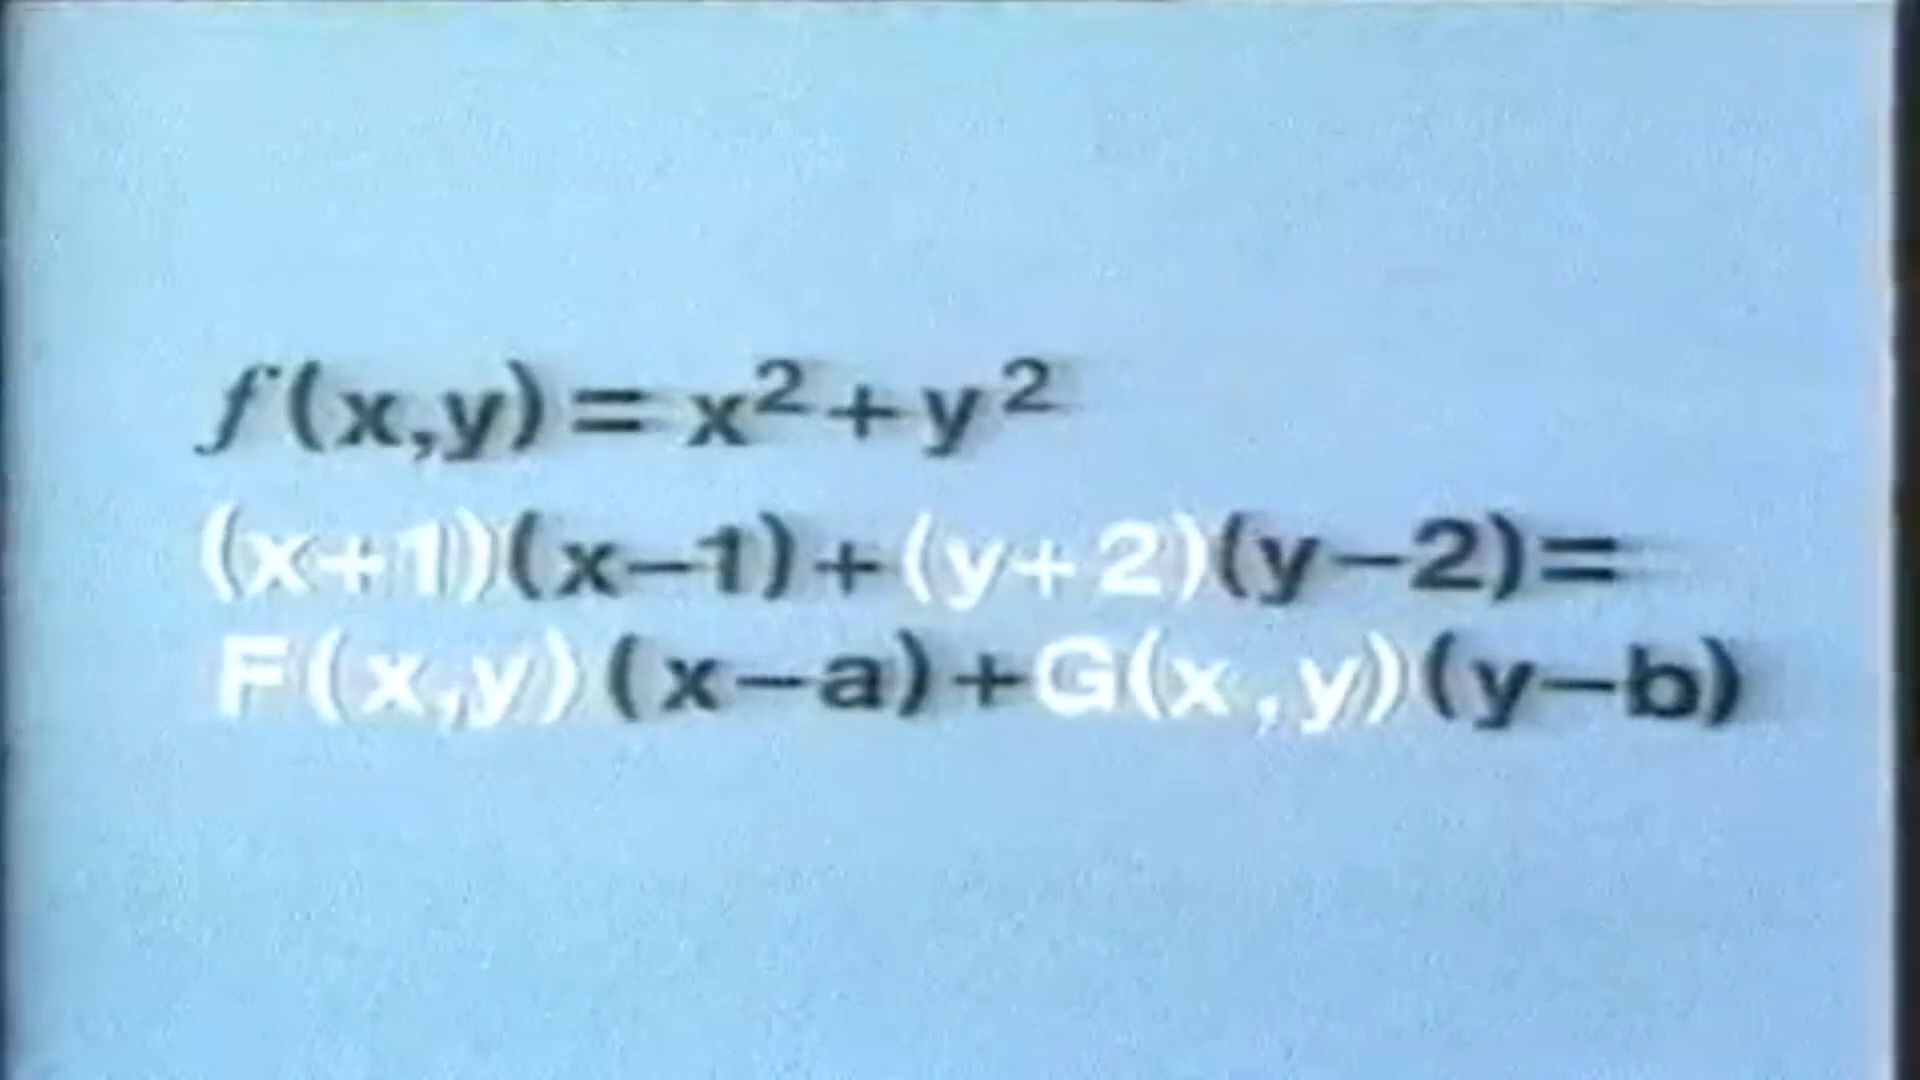 f(x,y)= x²+y²
(x+1)(x-1)+(y+2)(y-2)=
F(x,y)(x-a)+G(x,y)(y-b)